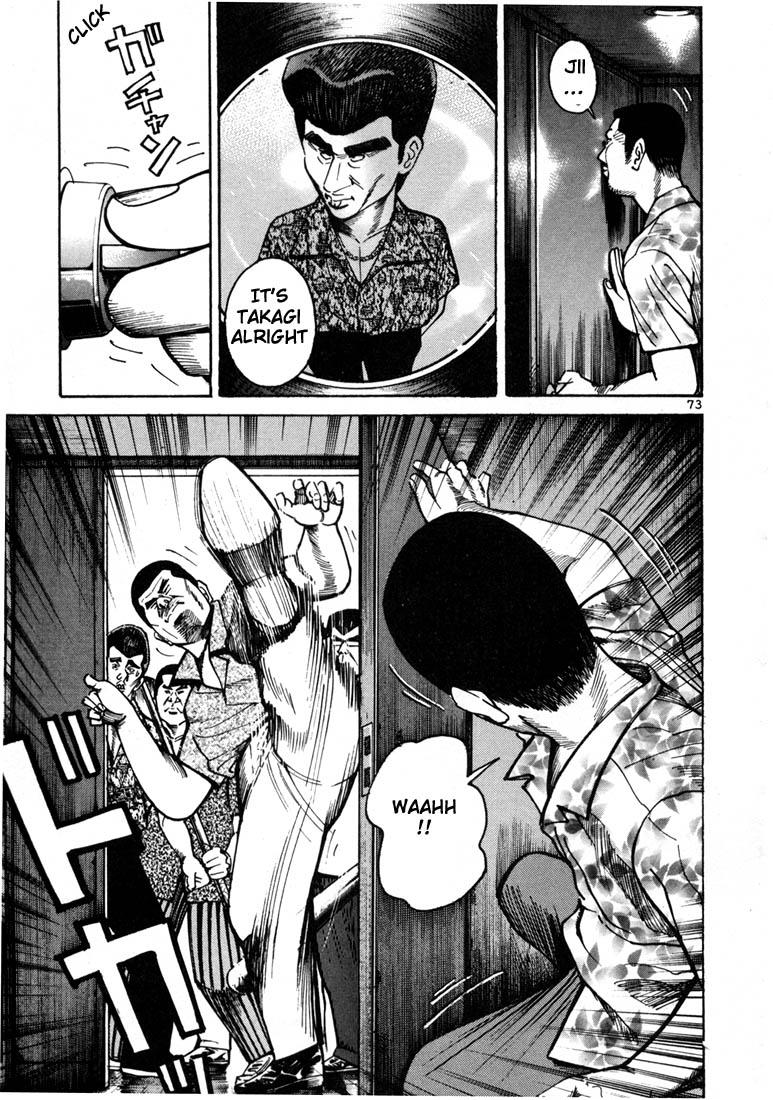 JII
...
IT'S
TAKAGI
ALRIGHT
CLICK
ガチャン
73
WAAHH
!!
ドカッ